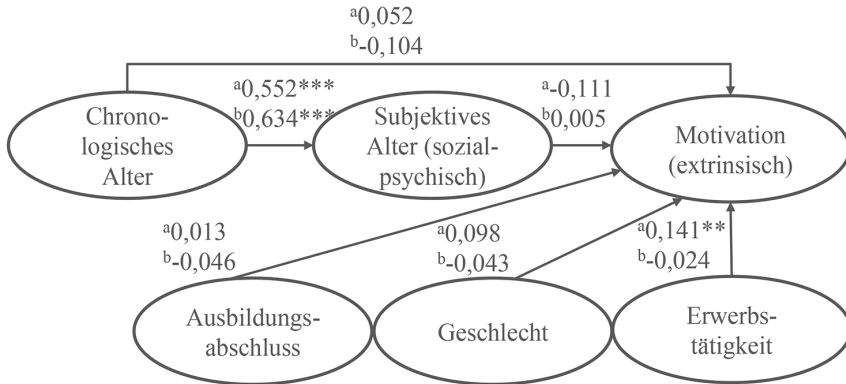 ᵃ0,052
ᵇ-0,104
ᵃ0,552***
ᵇ0,634***
ᵃ-0,111
ᵇ0,005
Chrono-
logisches
Alter
Subjektives
Alter (sozial-
psychisch)
Motivation
(extrinsisch)
ᵃ0,013
ᵇ-0,046
ᵃ0,098
ᵇ-0,043
ᵃ0,141**
ᵇ-0,024
Ausbildungs-
abschluss
Geschlecht
Erwerbs-
tätigkeit